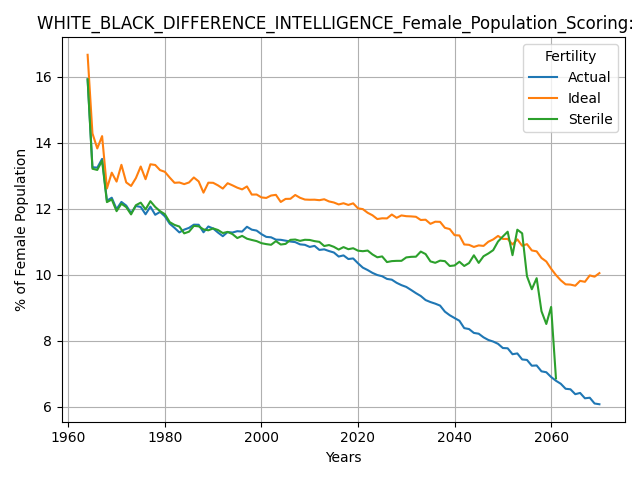 WHITE_BLACK_DIFFERENCE_INTELLIGENCE_Female_Population_Scoring:
Fertility
Actual
Ideal
Sterile
% of Female Population
16
14
12
10
8
6
1960
1980
2000
2020
2040
2060
Years